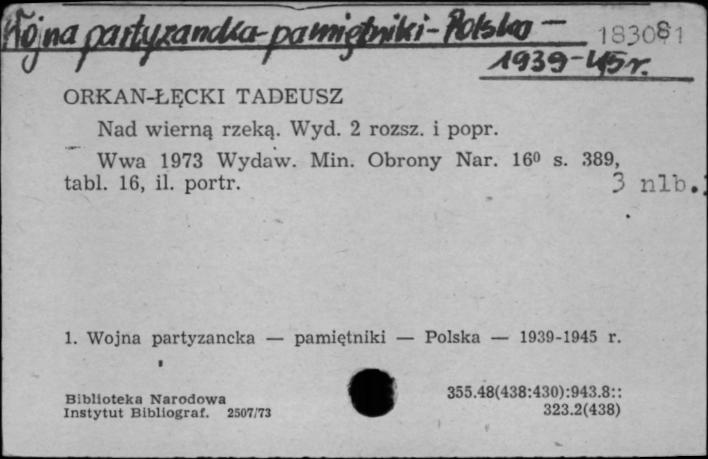 Wojna partyzancka - pamiętniki - Polska - 183081
1939-45 r.
ORKAN-ŁĘCKI TADEUSZ
Nad wierną rzeką. Wyd. 2 rozsz. i popr.
Wwa 1973 Wydaw. Min. Obrony Nar. 16⁰ s. 389,
tabl. 16, il. portr. 3 nlb.
1. Wojna partyzancka — pamiętniki — Polska — 1939-1945 r.
Biblioteka Narodowa 355.48(438:430):943.8::
Instytut Bibliograf. 2507/73 323.2(438)